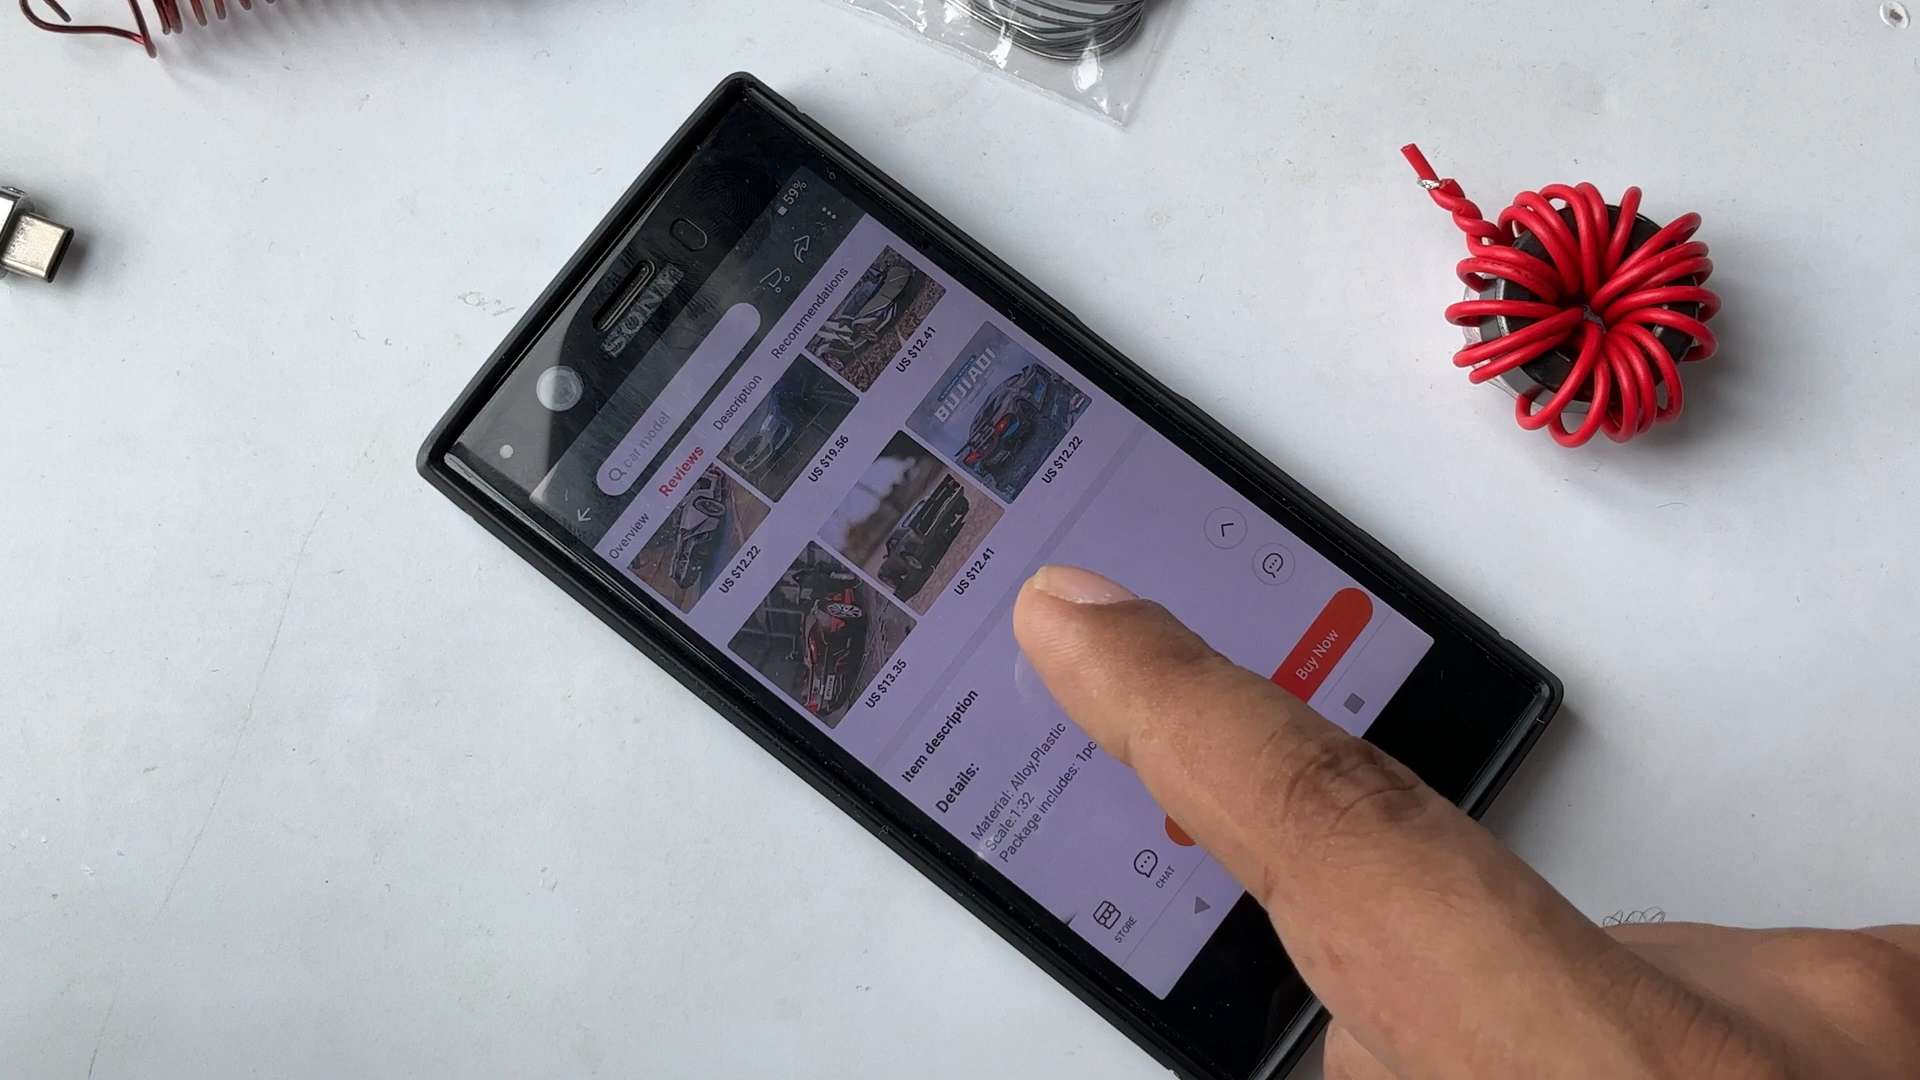 SONY
59%
car model
Overview Reviews Description Recommendations
US $12.22 US $19.56 US $12.41
BUJIADI
US $13.35 US $12.41 US $12.22
Item description
Details:
Material: Alloy,Plastic
Scale:1:32
Package includes: 1pc
STORE CHAT Buy Now